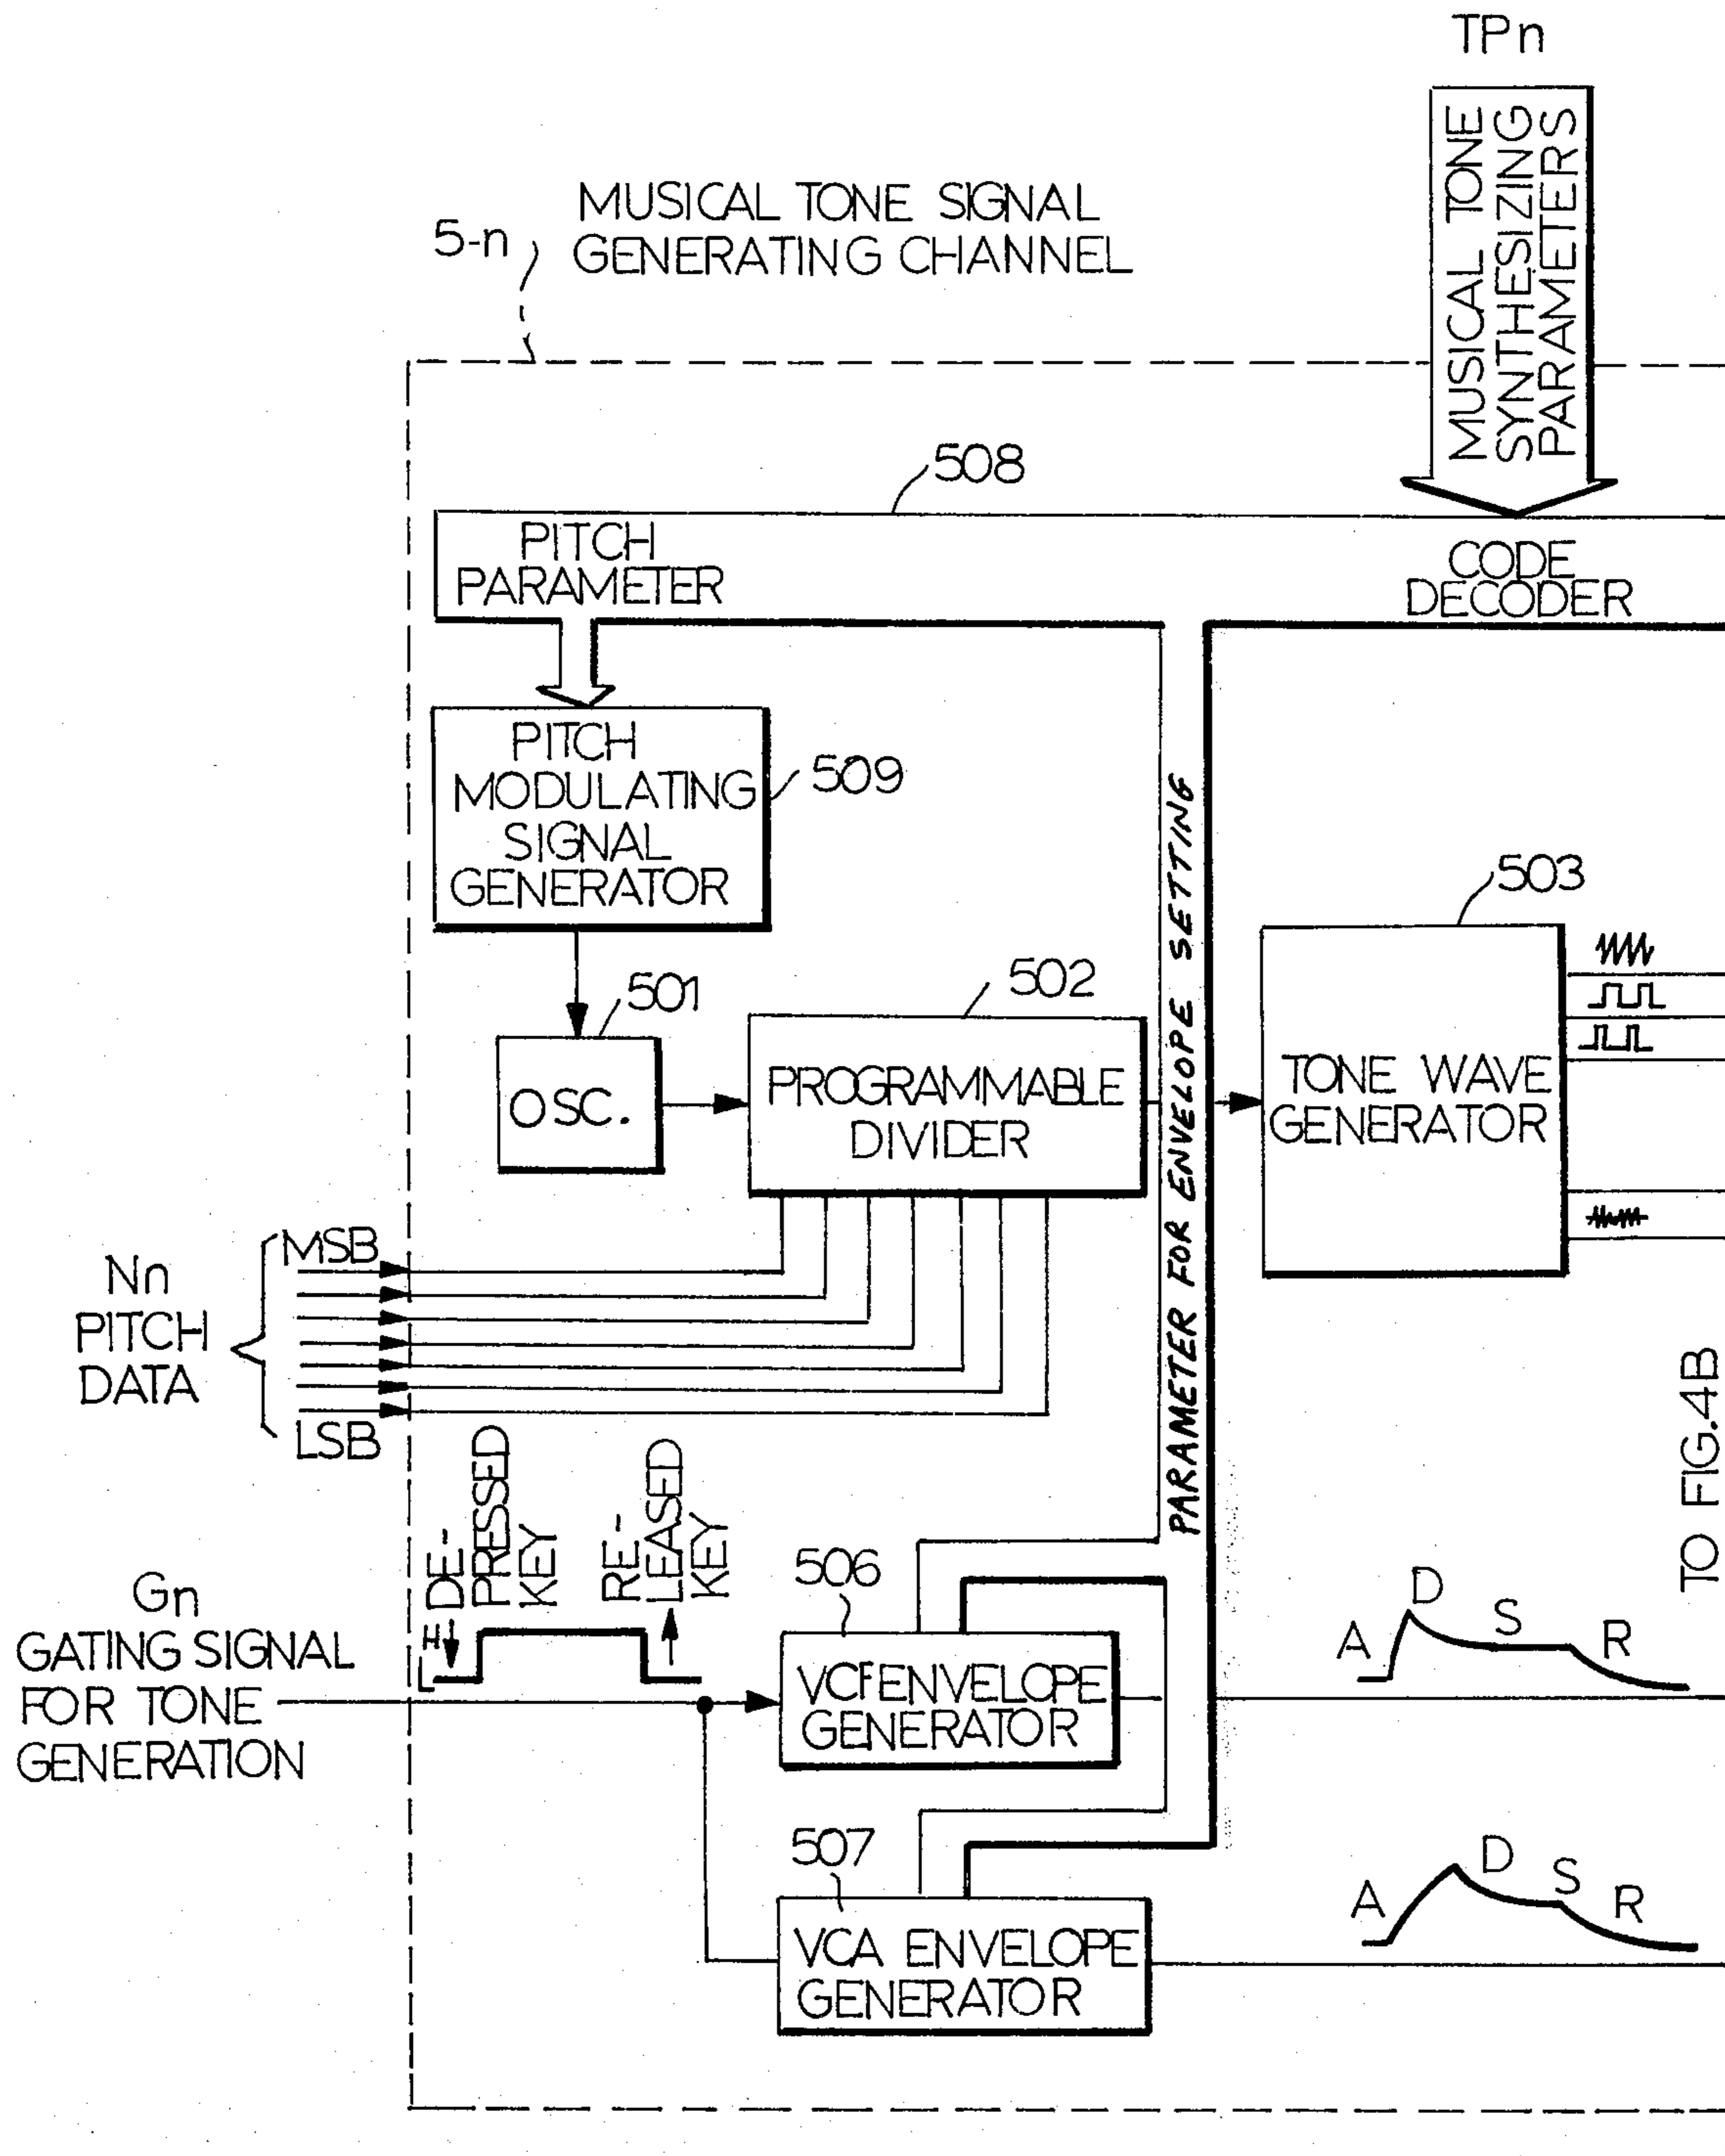 TPn
MUSICAL TONE
SYNTHESIZING
PARAMETERS
MUSICAL TONE SIGNAL
GENERATING CHANNEL
5-n
508
PITCH
PARAMETER
CODE
DECODER
PITCH
MODULATING
SIGNAL
GENERATOR
509
PARAMETER FOR ENVELOPE SETTING
503
501
502
OSC.
PROGRAMMABLE
DIVIDER
TONE WAVE
GENERATOR
Nn
PITCH
DATA
MSB
LSB
TO FIG.4B
DE-
PRESSED
KEY
RE-
LEASED
KEY
H
L
Gn
GATING SIGNAL
FOR TONE
GENERATION
506
VCF ENVELOPE
GENERATOR
A
D
S
R
507
VCA ENVELOPE
GENERATOR
A
D
S
R